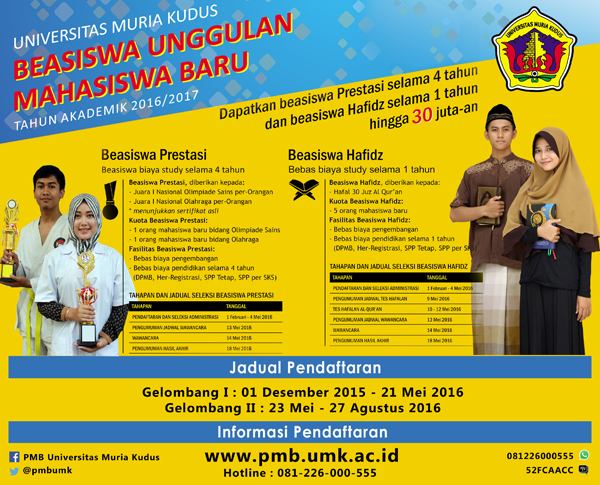 UNIVERSITAS MURIA KUDUS
BEASISWA UNGGULAN
MAHASISWA BARU
TAHUN AKADEMIK 2016/2017
UNIVERSITAS MURIA KUDUS
Dapatkan beasiswa Prestasi selama 4 tahun
dan beasiswa Hafidz selama 1 tahun
hingga 30 juta-an
Beasiswa Prestasi
Beasiswa biaya study selama 4 tahun
Beasiswa Prestasi, diberikan kepada:
- Juara I Nasional Olimpiade Sains per-Orangan
- Juara I Nasional Olahraga per-Orangan
* menunjukkan sertifikat asli
Kuota Beasiswa Prestasi:
- 1 orang mahasiswa baru bidang Olimpiade Sains
- 1 orang mahasiswa baru bidang Olahraga
Fasilitas Beasiswa Prestasi:
- Bebas biaya pengembangan
- Bebas biaya pendidikan selama 4 tahun
(DPMB, Her-Registrasi, SPP Tetap, SPP per SKS)
TAHAPAN DAN JADUAL SELEKSI BEASISWA PRESTASI
TAHAPAN TANGGAL
PENDAFTARAN DAN SELEKSI ADMINISTRASI 1 Februari - 4 Mei 2016
PENGUMUMAN JADWAL WAWANCARA 13 Mei 2016
WAWANCARA 14 Mei 2016
PENGUMUMAN HASIL AKHIR 18 Mei 2016
Beasiswa Hafidz
Bebas biaya study selama 1 tahun
Beasiswa Hafidz, diberikan kepada:
- Hafal 30 Juz Al Qur'an
Kuota Beasiswa Hafidz:
- 5 orang mahasiswa baru
Fasilitas Beasiswa Hafidz:
- Bebas biaya pengembangan
- Bebas biaya pendidikan selama 1 tahun
(DPMB, Her-Registrasi, SPP Tetap, SPP per SKS)
TAHAPAN DAN JADUAL SELEKSI BEASISWA HAFIDZ
TAHAPAN TANGGAL
PENDAFTARAN DAN SELEKSI ADMINISTRASI 1 Februari - 4 Mei 2016
PENGUMUMAN JADWAL TES HAFALAN 9 Mei 2016
TES HAFALAN AL QUR'AN 10 - 12 Mei 2016
PENGUMUMAN JADWAL WAWANCARA 13 Mei 2016
WAWANCARA 14 Mei 2016
PENGUMUMAN HASIL AKHIR 18 Mei 2016
Jadual Pendaftaran
Gelombang I : 01 Desember 2015 - 21 Mei 2016
Gelombang II : 23 Mei - 27 Agustus 2016
Informasi Pendaftaran
PMB Universitas Muria Kudus
@pmbumk
www.pmb.umk.ac.id
Hotline : 081-226-000-555
081226000555
52FCAACC